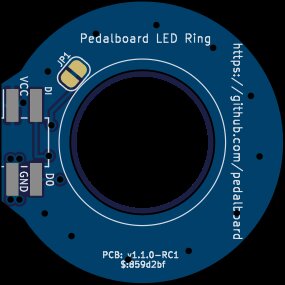 Pedalboard LED Ring
JP1
https://github.com/pedalboard
VCC
DI
GND
DO
PCB: v1.1.0-RC1
$:859d2bf